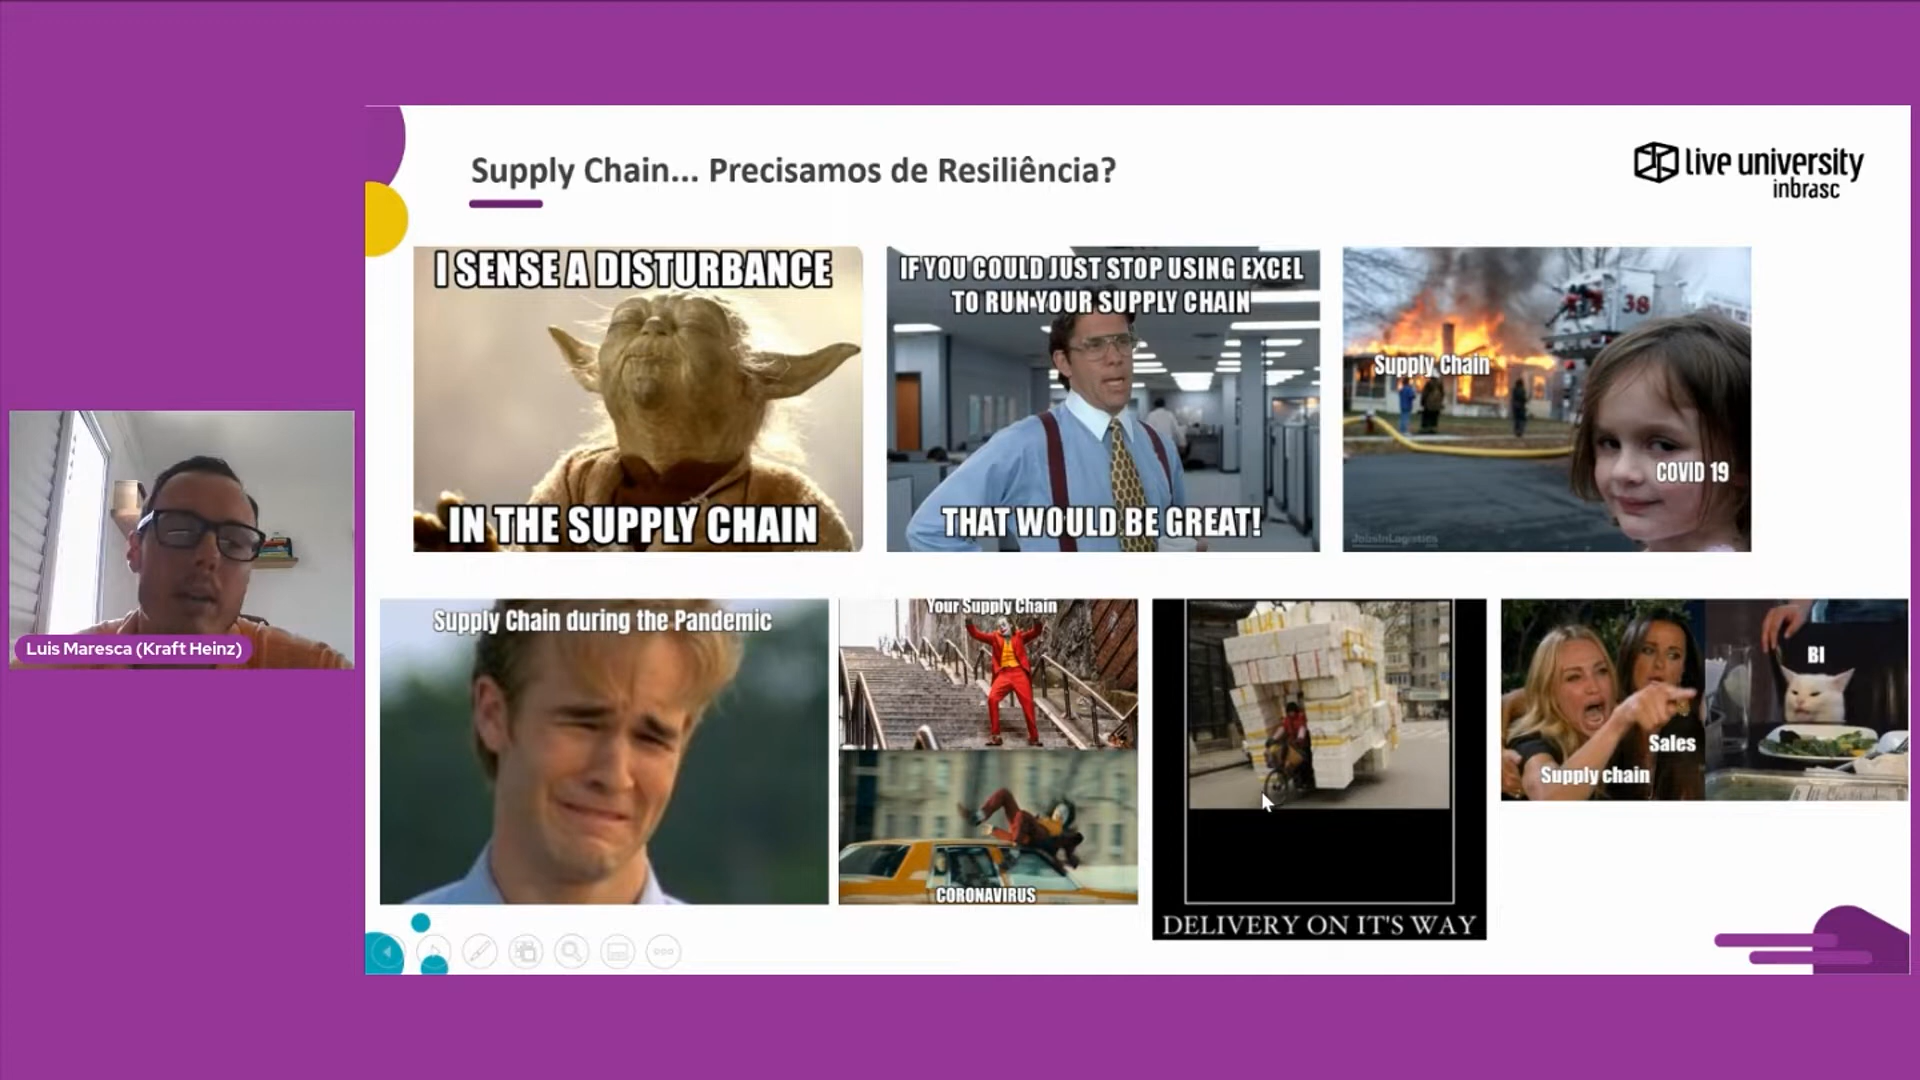 Supply Chain... Precisamos de Resiliência?
live university
inbrasc
I SENSE A DISTURBANCE
IN THE SUPPLY CHAIN
IF YOU COULD JUST STOP USING EXCEL
TO RUN YOUR SUPPLY CHAIN
THAT WOULD BE GREAT!
38
Supply Chain
COVID 19
JobsInLogistics
Luis Maresca (Kraft Heinz)
Supply Chain during the Pandemic
Your Supply Chain
CORONAVIRUS
DELIVERY ON IT'S WAY
BI
Sales
Supply chain